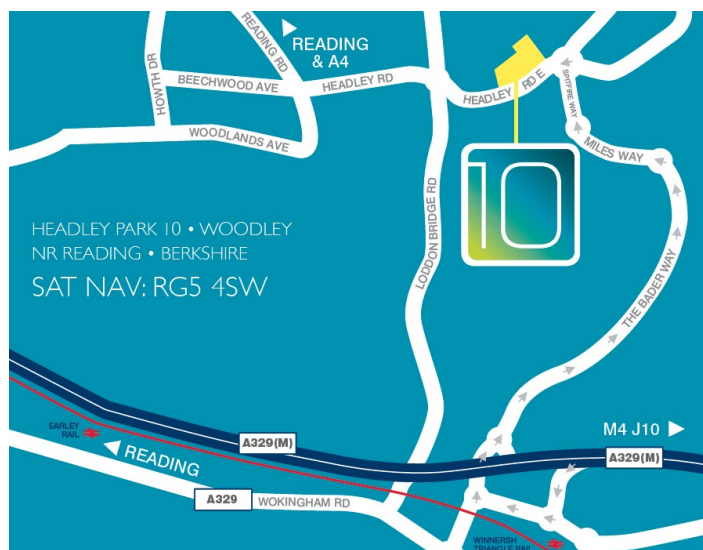 READING
& A4
READING RD
HOWTH DR
BEECHWOOD AVE
HEADLEY RD
HEADLEY RD E
SPITFIRE WAY
WOODLANDS AVE
MILES WAY
10
LODDON BRIDGE RD
THE BADER WAY
HEADLEY PARK 10 • WOODLEY
NR READING • BERKSHIRE
SAT NAV: RG5 4SW
EARLEY
RAIL
READING
A329(M)
M4 J10
A329(M)
A329
WOKINGHAM RD
WINNERSH
TRIANGLE RAIL